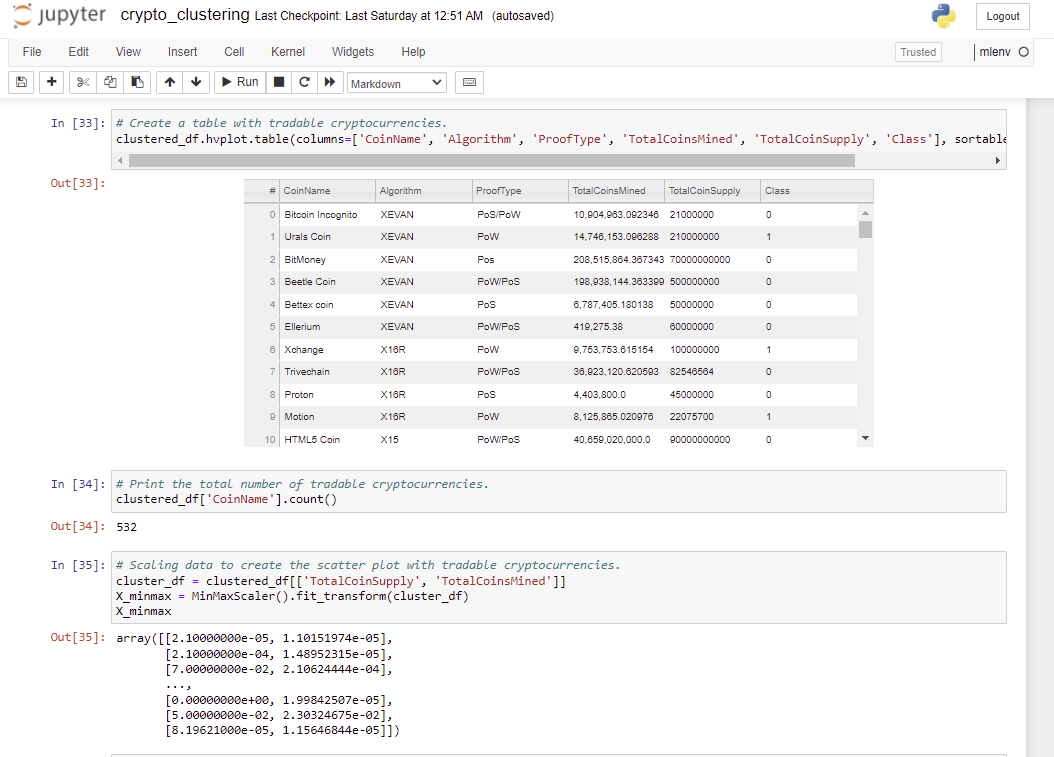 jupyter crypto_clustering Last Checkpoint: Last Saturday at 12:51 AM (autosaved) Logout
File Edit View Insert Cell Kernel Widgets Help Trusted mlenv
Run Markdown
In [33]: # Create a table with tradable cryptocurrencies.
clustered_df.hvplot.table(columns=['CoinName', 'Algorithm', 'ProofType', 'TotalCoinsMined', 'TotalCoinSupply', 'Class'], sortable
Out[33]:
# CoinName Algorithm ProofType TotalCoinsMined TotalCoinSupply Class
0 Bitcoin Incognito XEVAN PoS/PoW 10,904,963.092346 21000000 0
1 Urals Coin XEVAN PoW 14,746,153.096288 210000000 1
2 BitMoney XEVAN Pos 208,515,864.367343 70000000000 0
3 Beetle Coin XEVAN PoW/PoS 198,938,144.363399 500000000 0
4 Bettex coin XEVAN PoS 6,787,405.180138 50000000 0
5 Ellerium XEVAN PoW/PoS 419,275.38 60000000 0
6 Xchange X16R PoW 9,753,753.615154 100000000 1
7 Trivechain X16R PoW/PoS 36,923,120.620593 82546564 0
8 Proton X16R PoS 4,403,800.0 45000000 0
9 Motion X16R PoW 8,125,865.020976 22075700 1
10 HTML5 Coin X15 PoW/PoS 40,659,020,000.0 90000000000 0
In [34]: # Print the total number of tradable cryptocurrencies.
clustered_df['CoinName'].count()
Out[34]: 532
In [35]: # Scaling data to create the scatter plot with tradable cryptocurrencies.
cluster_df = clustered_df[['TotalCoinSupply', 'TotalCoinsMined']]
X_minmax = MinMaxScaler().fit_transform(cluster_df)
X_minmax
Out[35]: array([[2.10000000e-05, 1.10151974e-05],
[2.10000000e-04, 1.48952315e-05],
[7.00000000e-02, 2.10624444e-04],
...,
[0.00000000e+00, 1.99842507e-05],
[5.00000000e-02, 2.30324675e-02],
[8.19621000e-05, 1.15646844e-05]])